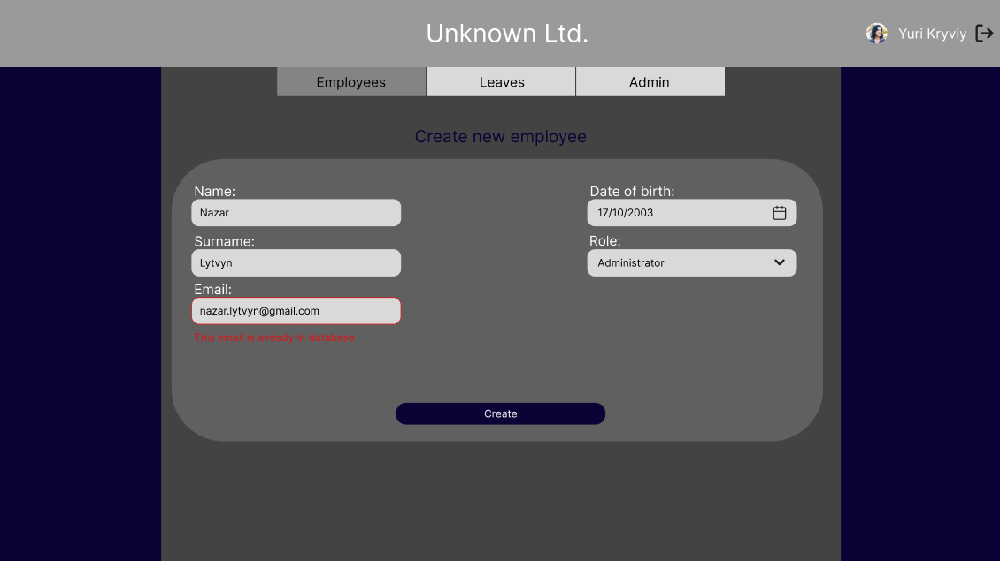 Unknown Ltd.
Yuri Kryviy
Employees
Leaves
Admin
Create new employee
Name:
Nazar
Surname:
Lytvyn
Email:
nazar.lytvyn@gmail.com
This email is already in database
Date of birth:
17/10/2003
Role:
Administrator
Create